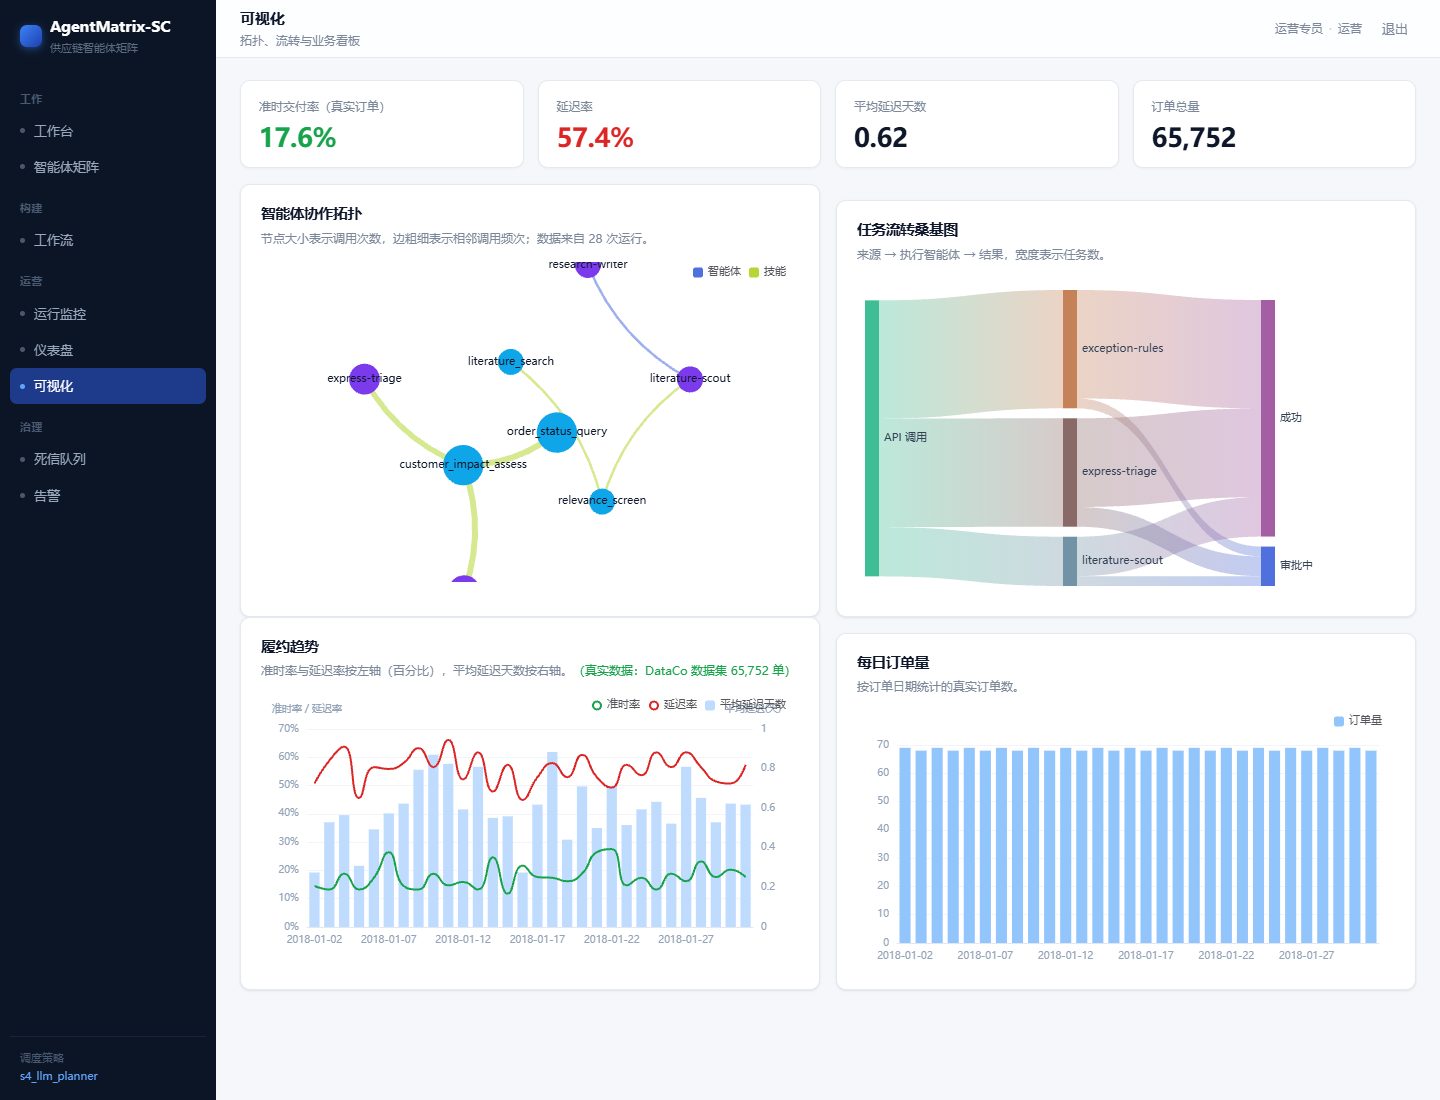 AgentMatrix-SC
供应链智能体矩阵
工作
工作台
智能体矩阵
构建
工作流
运营
运行监控
仪表盘
可视化
治理
死信队列
告警
调度策略
s4_llm_planner
可视化
拓扑、流转与业务看板
运营专员 · 运营
退出
准时交付率（真实订单）
17.6%
延迟率
57.4%
平均延迟天数
0.62
订单总量
65,752
智能体协作拓扑
节点大小表示调用次数，边粗细表示相邻调用频次；数据来自 28 次运行。
智能体
技能
research-writer
literature_search
express-triage
literature-scout
order_status_query
customer_impact_assess
relevance_screen
任务流转桑基图
来源 → 执行智能体 → 结果，宽度表示任务数。
exception-rules
API 调用
成功
express-triage
literature-scout
审批中
履约趋势
准时率与延迟率按左轴（百分比），平均延迟天数按右轴。（真实数据：DataCo 数据集 65,752 单）
准时率
延迟率
平均延迟天数
准时率 / 延迟率
70%
60%
50%
40%
30%
20%
10%
0%
1
0.8
0.6
0.4
0.2
0
2018-01-02
2018-01-07
2018-01-12
2018-01-17
2018-01-22
2018-01-27
每日订单量
按订单日期统计的真实订单数。
订单量
70
60
50
40
30
20
10
0
2018-01-02
2018-01-07
2018-01-12
2018-01-17
2018-01-22
2018-01-27